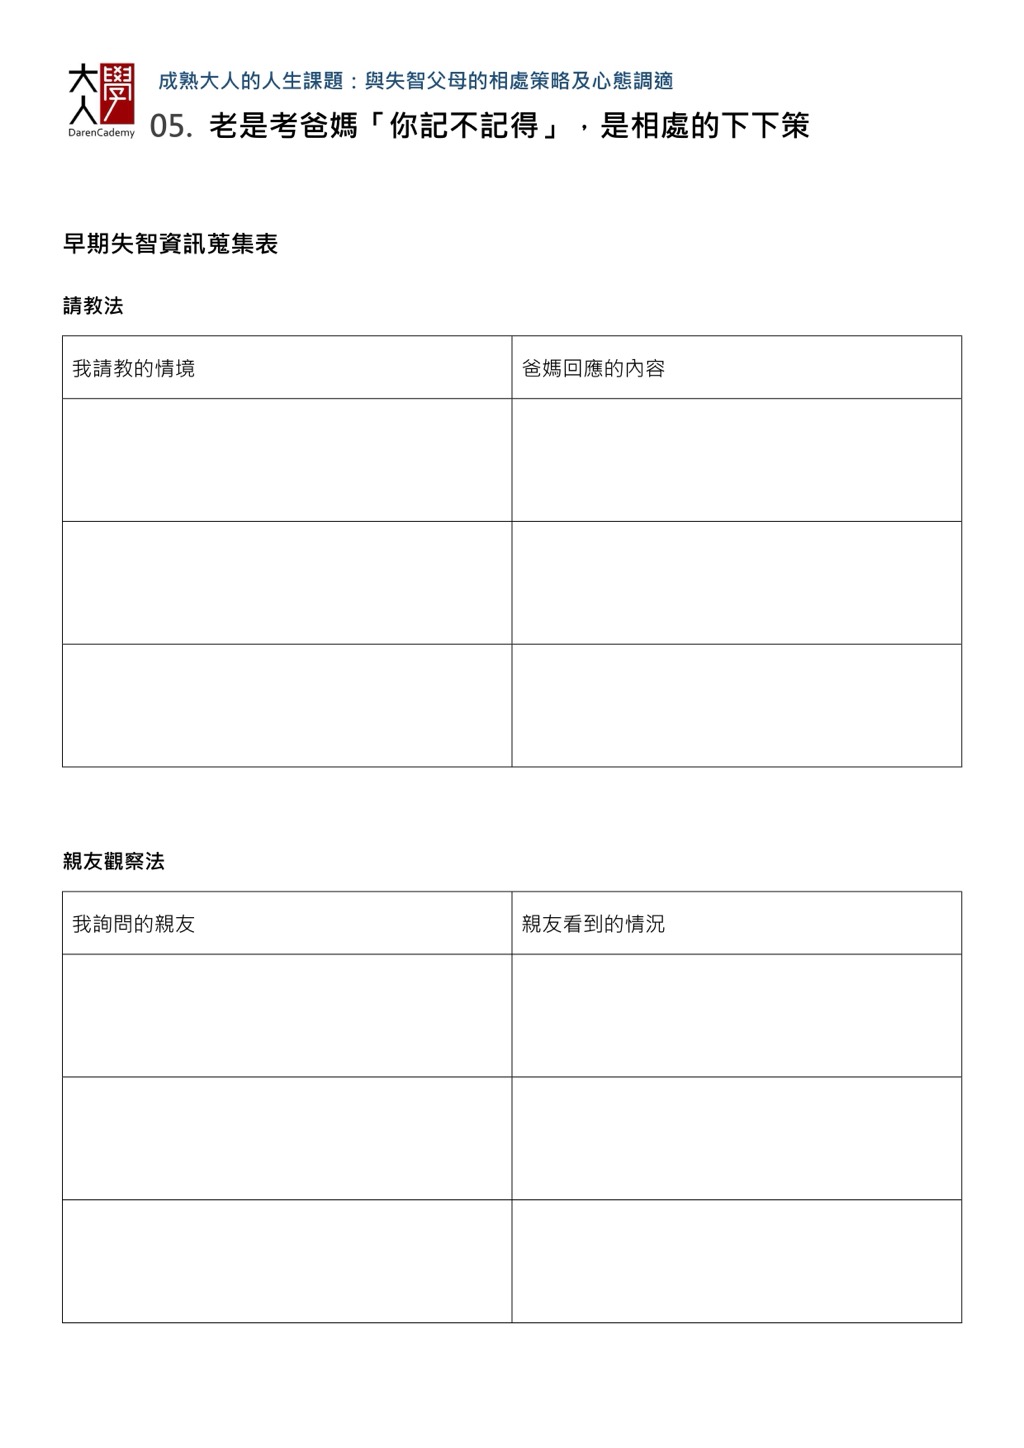 大人學
DarenCademy
成熟大人的人生課題：與失智父母的相處策略及心態調適
05. 老是考爸媽「你記不記得」，是相處的下下策
早期失智資訊蒐集表
請教法
我請教的情境
爸媽回應的內容
親友觀察法
我詢問的親友
親友看到的情況